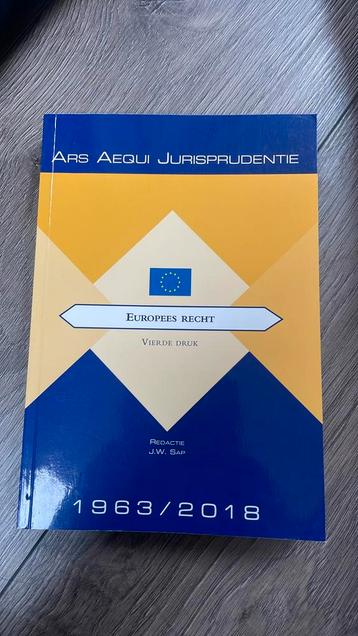 Ars Aequi Jurisprudentie
Europees recht
Vierde druk
Redactie
J.W. Sap
1963/2018